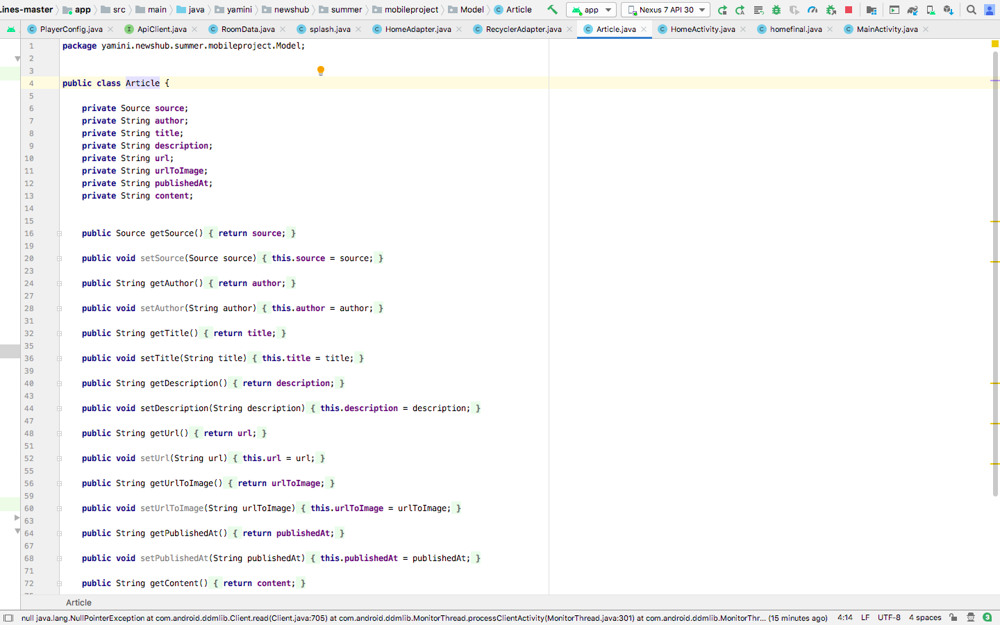 Lines-master app src main java yamini newshub summer mobileproject Model Article app Nexus 7 API 30
PlayerConfig.java ApiClient.java RoomData.java splash.java HomeAdapter.java RecyclerAdapter.java Article.java HomeActivity.java homefinal.java MainActivity.java
1 package yamini.newshub.summer.mobileproject.Model;
2
3
4 public class Article {
5
6 private Source source;
7 private String author;
8 private String title;
9 private String description;
10 private String url;
11 private String urlToImage;
12 private String publishedAt;
13 private String content;
14
15
16 public Source getSource() { return source; }
19
20 public void setSource(Source source) { this.source = source; }
23
24 public String getAuthor() { return author; }
27
28 public void setAuthor(String author) { this.author = author; }
31
32 public String getTitle() { return title; }
35
36 public void setTitle(String title) { this.title = title; }
39
40 public String getDescription() { return description; }
43
44 public void setDescription(String description) { this.description = description; }
47
48 public String getUrl() { return url; }
51
52 public void setUrl(String url) { this.url = url; }
55
56 public String getUrlToImage() { return urlToImage; }
59
60 public void setUrlToImage(String urlToImage) { this.urlToImage = urlToImage; }
63
64 public String getPublishedAt() { return publishedAt; }
67
68 public void setPublishedAt(String publishedAt) { this.publishedAt = publishedAt; }
71
72 public String getContent() { return content; }
Article
null java.lang.NullPointerException at com.android.ddmlib.Client.read(Client.java:705) at com.android.ddmlib.MonitorThread.processClientActivity(MonitorThread.java:301) at com.android.ddmlib.MonitorThr... (15 minutes ago) 4:14 LF UTF-8 4 spaces 3